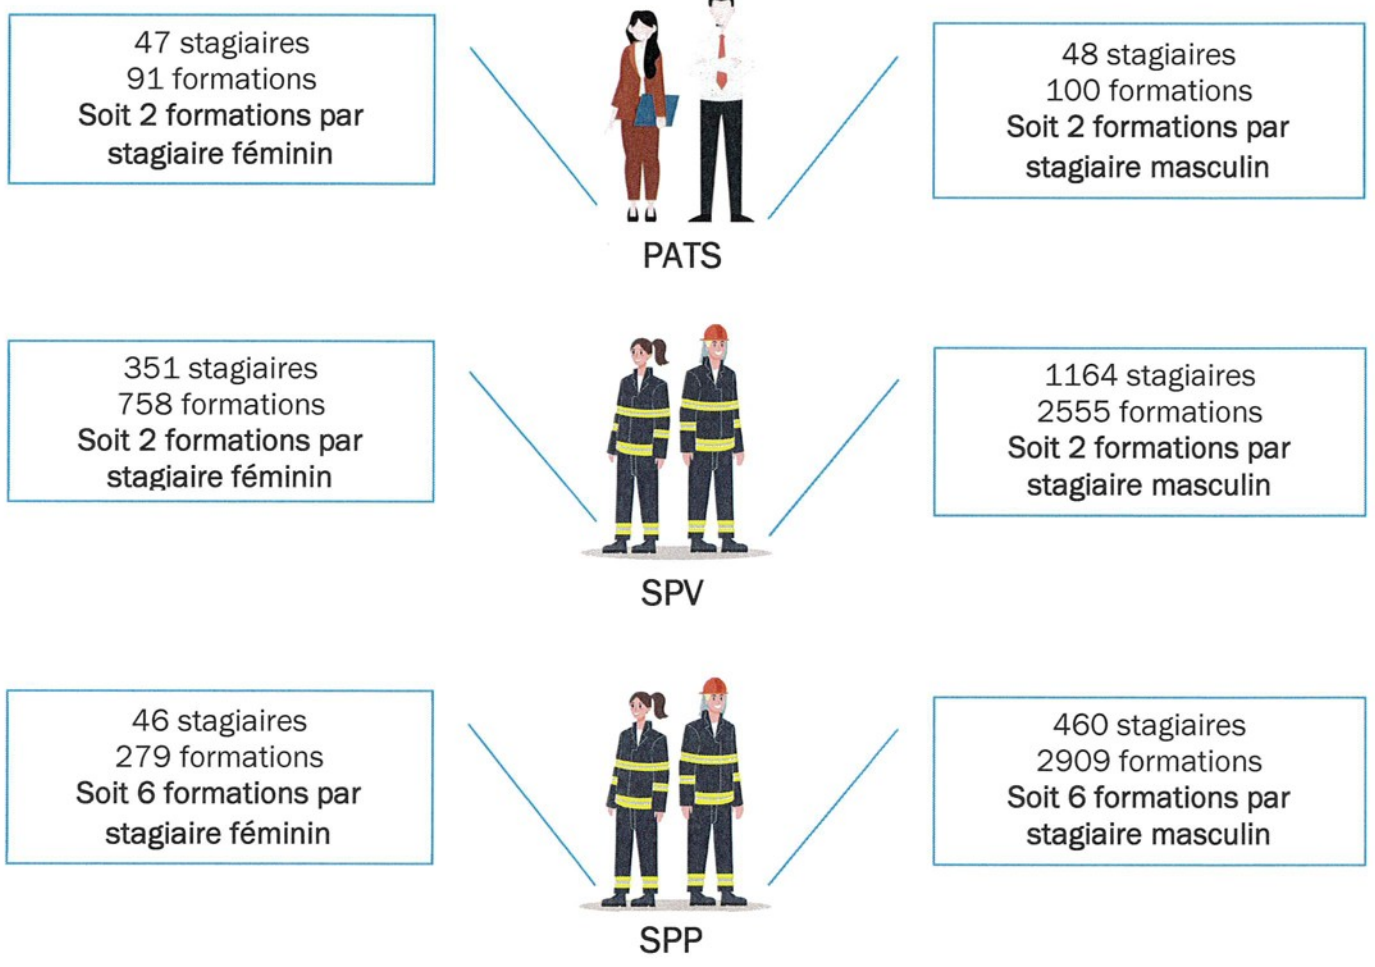 47 stagiaires
91 formations
Soit 2 formations par
stagiaire féminin
48 stagiaires
100 formations
Soit 2 formations par
stagiaire masculin
PATS
351 stagiaires
758 formations
Soit 2 formations par
stagiaire féminin
1164 stagiaires
2555 formations
Soit 2 formations par
stagiaire masculin
SPV
46 stagiaires
279 formations
Soit 6 formations par
stagiaire féminin
460 stagiaires
2909 formations
Soit 6 formations par
stagiaire masculin
SPP